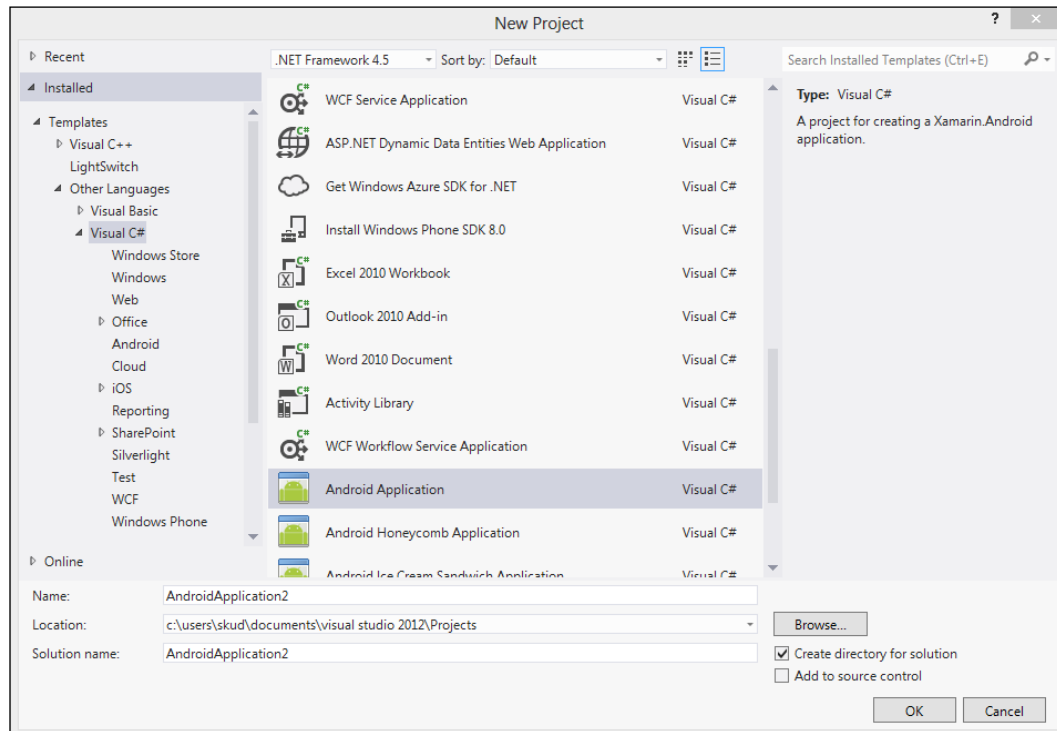 New Project
?
Recent
.NET Framework 4.5
Sort by: Default
Search Installed Templates (Ctrl+E)
Installed
Templates
Visual C++
LightSwitch
Other Languages
Visual Basic
Visual C#
Windows Store
Windows
Web
Office
Android
Cloud
iOS
Reporting
SharePoint
Silverlight
Test
WCF
Windows Phone
Online
C#
WCF Service Application Visual C#
C#
ASP.NET Dynamic Data Entities Web Application Visual C#
Get Windows Azure SDK for .NET Visual C#
Install Windows Phone SDK 8.0 Visual C#
C#
X
Excel 2010 Workbook Visual C#
C#
O
Outlook 2010 Add-in Visual C#
C#
W
Word 2010 Document Visual C#
C#
Activity Library Visual C#
C#
WCF Workflow Service Application Visual C#
Android Application Visual C#
Android Honeycomb Application Visual C#
Android Ice Cream Sandwich Application Visual C#
Type: Visual C#
A project for creating a Xamarin.Android
application.
Name: AndroidApplication2
Location: c:\users\skud\documents\visual studio 2012\Projects
Browse...
Solution name: AndroidApplication2
Create directory for solution
Add to source control
OK
Cancel